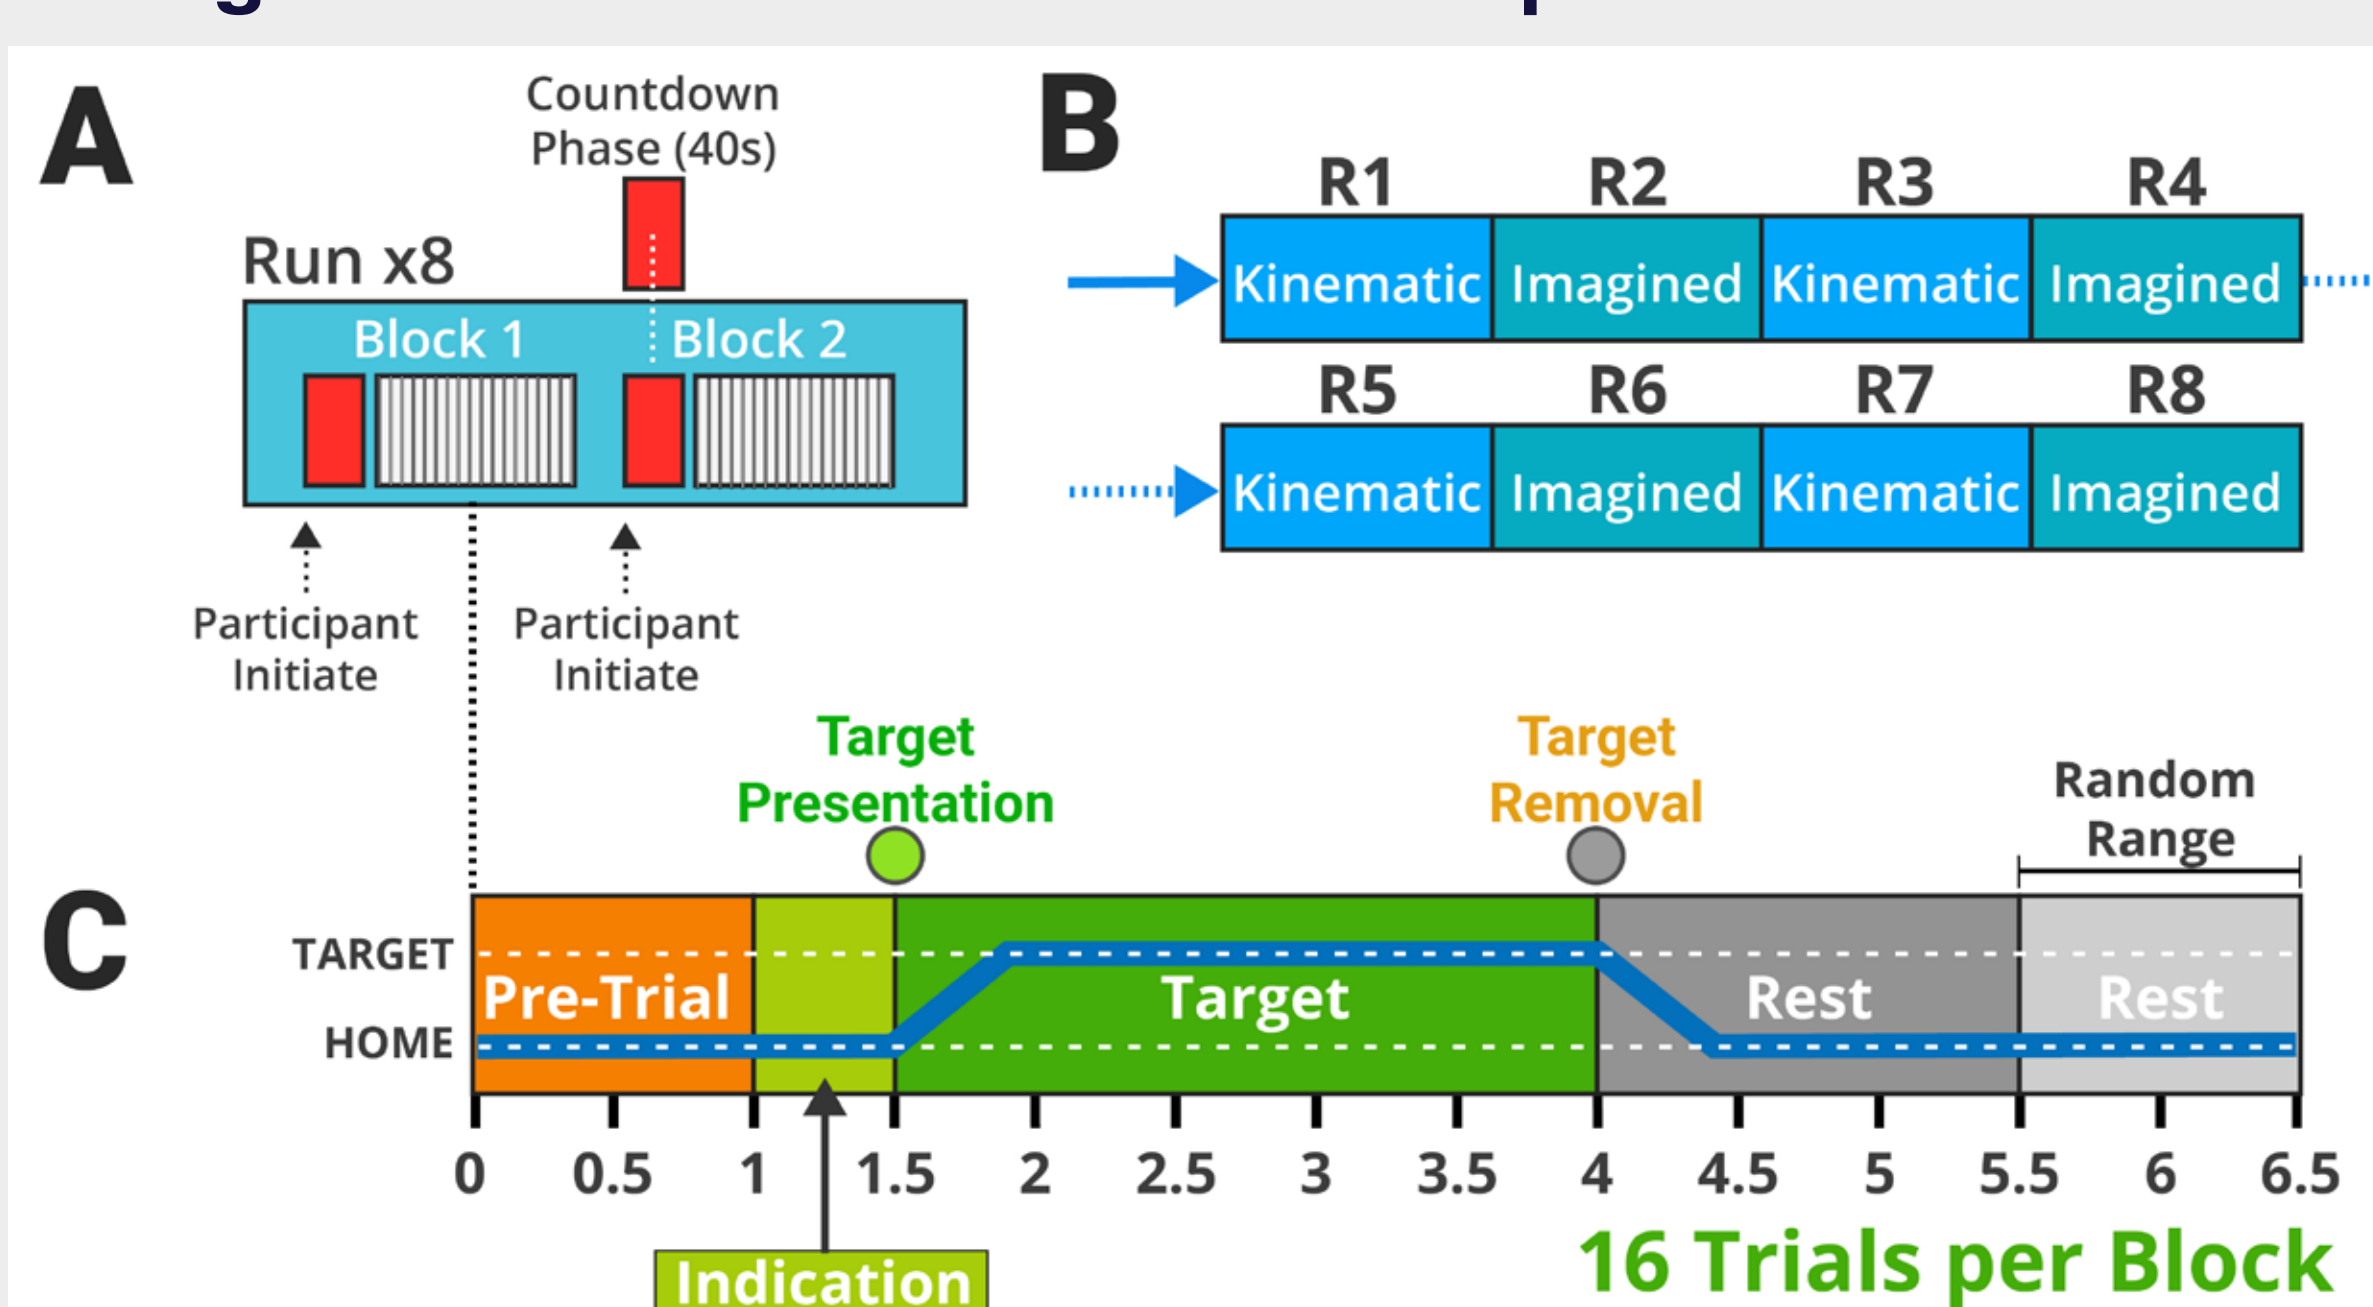 A
Countdown
Phase (40s)
Run x8
Block 1
Block 2
Participant
Initiate
Participant
Initiate
B
R1
R2
R3
R4
Kinematic
Imagined
Kinematic
Imagined
R5
R6
R7
R8
Kinematic
Imagined
Kinematic
Imagined
C
Target
Presentation
Target
Removal
Random
Range
TARGET
HOME
Pre-Trial
Target
Rest
Rest
0 0.5 1 1.5 2 2.5 3 3.5 4 4.5 5 5.5 6 6.5
Indication
16 Trials per Block